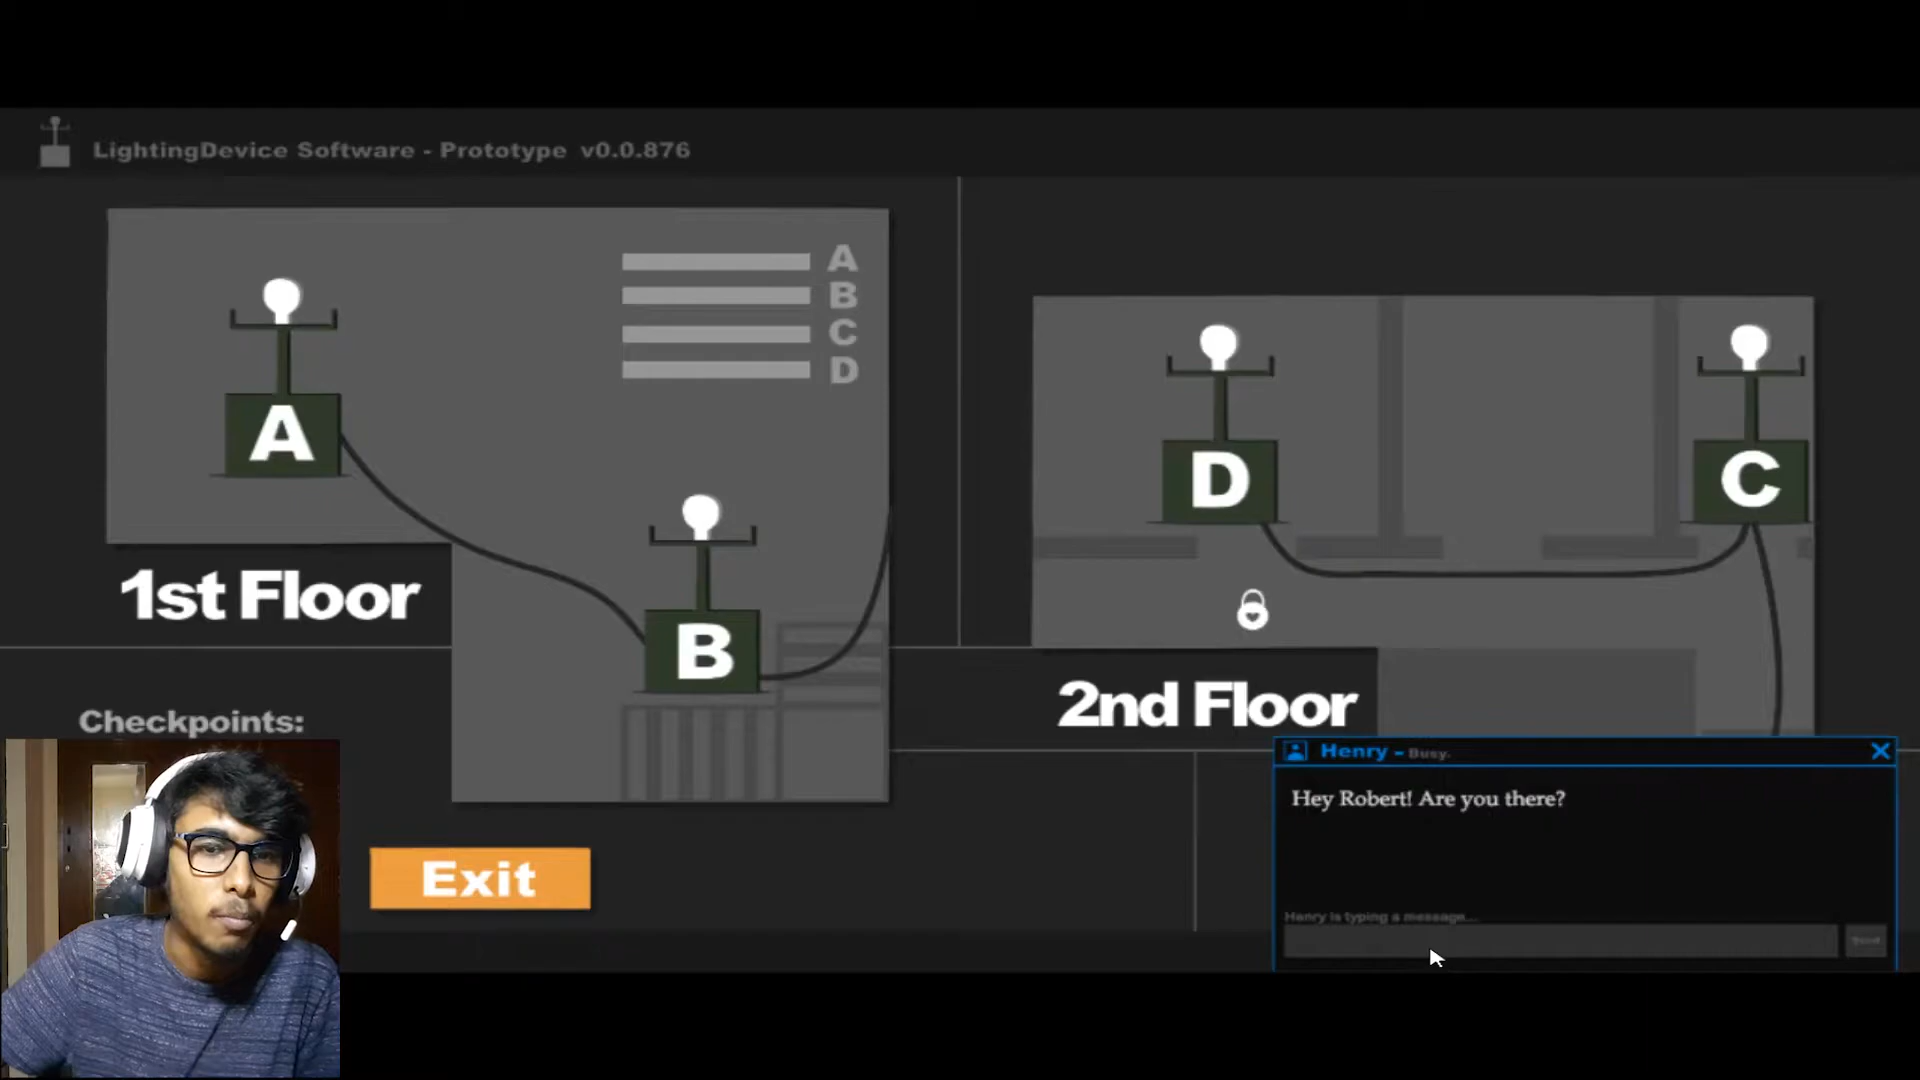 LightingDevice Software - Prototype v0.0.876
A
B
C
D
A
B
1st Floor
D
C
2nd Floor
Checkpoints:
Exit
Henry - Busy.
Hey Robert! Are you there?
Henry is typing a message...
Send